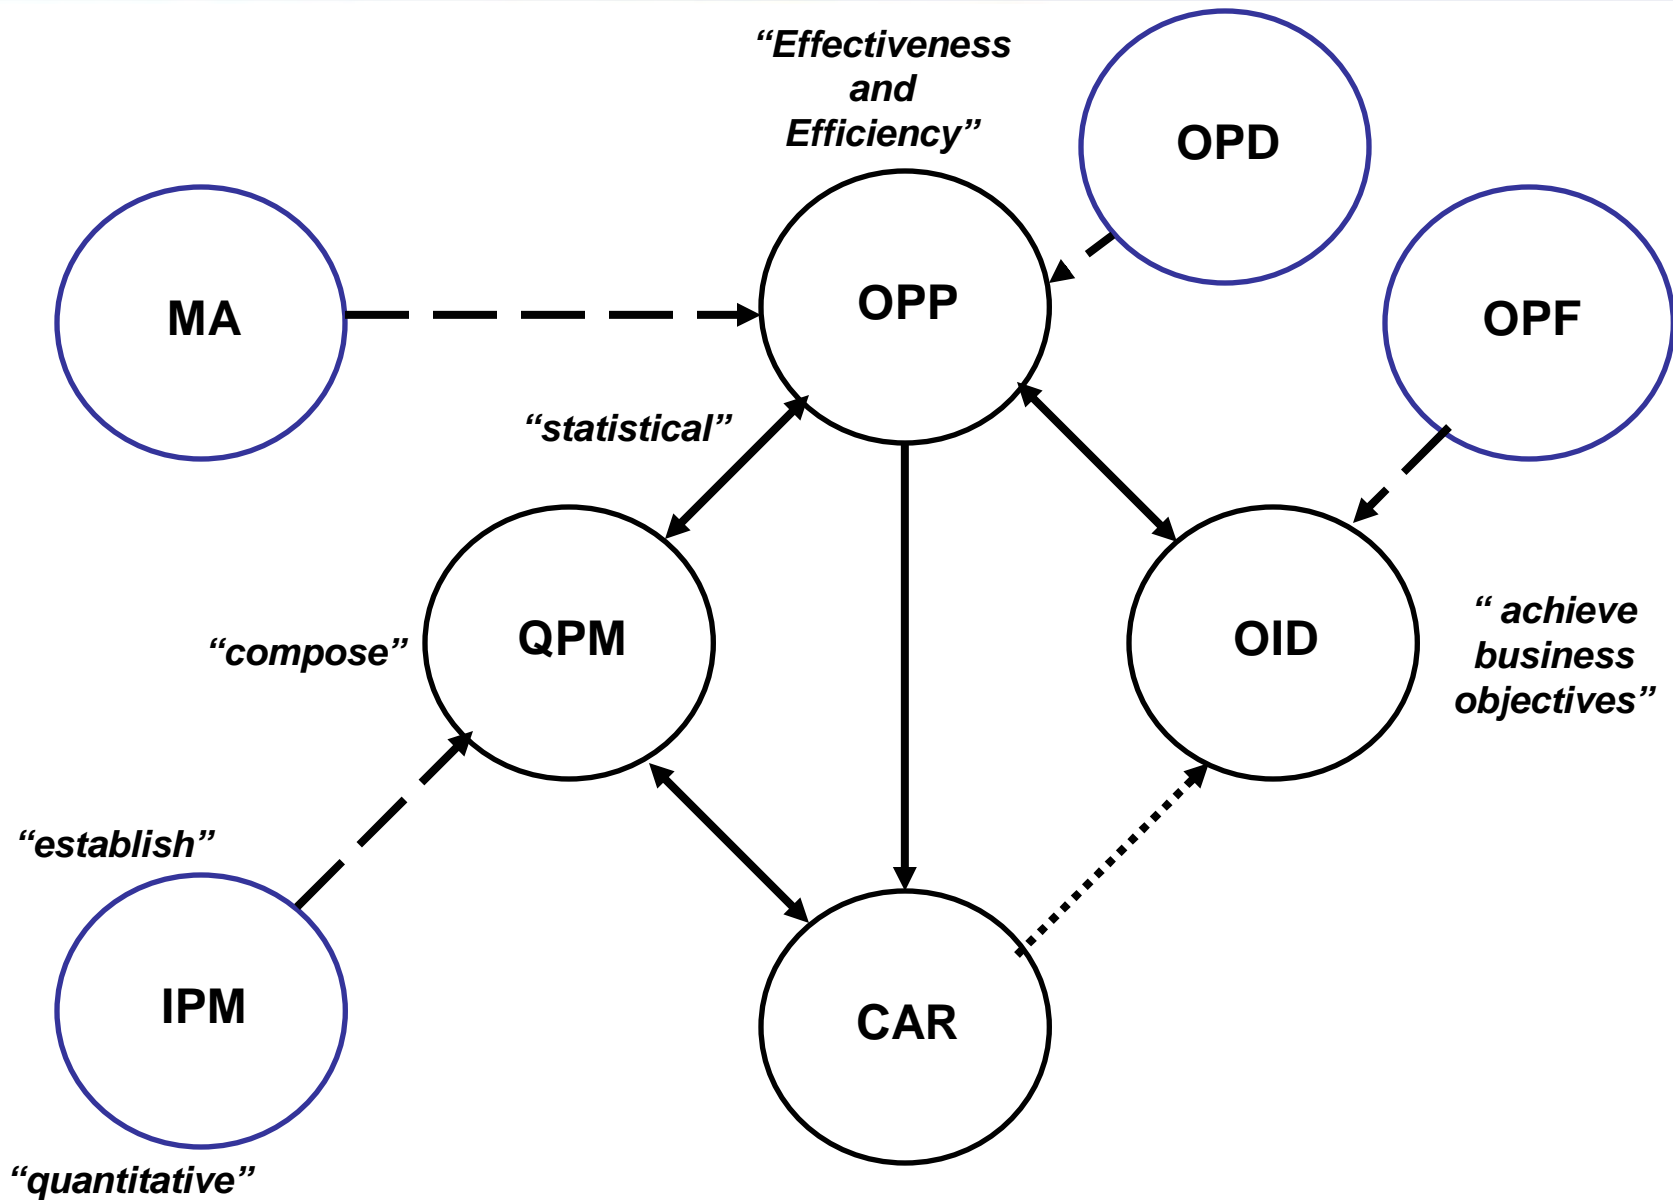 “Effectiveness
and
Efficiency”
OPD
MA
OPP
OPF
“statistical”
“compose”
QPM
OID
“ achieve
business
objectives”
“establish”
IPM
CAR
“quantitative”